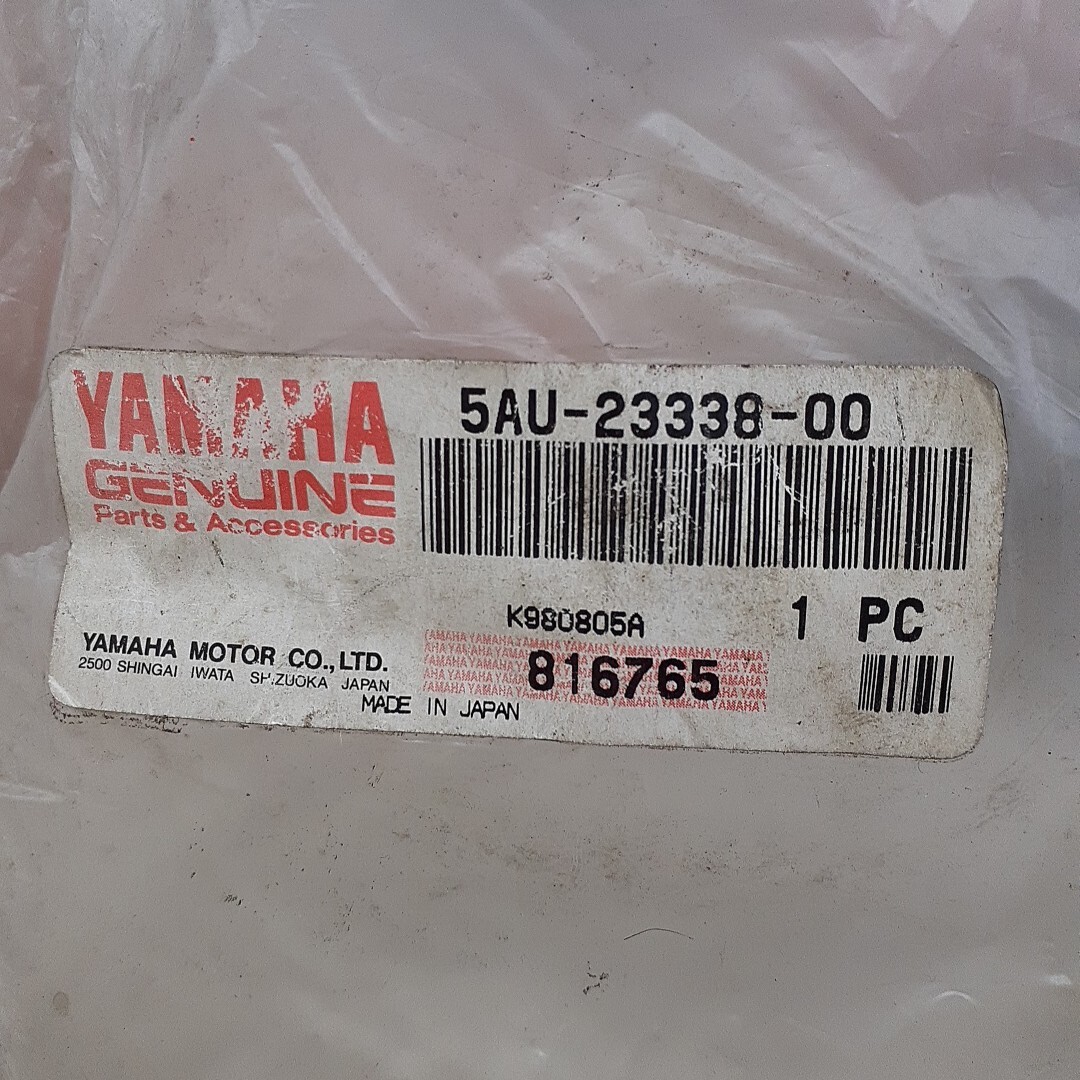 YAMAHA
GENUINE
Parts & Accessories
5AU-23338-00
K980805A
1 PC
816765
YAMAHA MOTOR CO.,LTD.
2500 SHINGAI IWATA SHIZUOKA JAPAN
MADE IN JAPAN